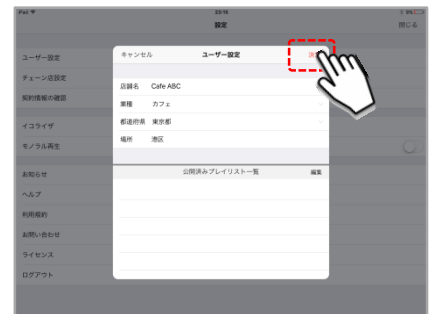 iPad
設定
閉じる
ユーザー設定
チェーン店設定
契約情報の確認
イコライザ
モノラル再生
お知らせ
ヘルプ
利用規約
お問い合わせ
ライセンス
ログアウト
キャンセル
ユーザー設定
店舗名 Cafe ABC
業種 カフェ
都道府県 東京都
場所 港区
公開済みプレイリスト一覧
編集